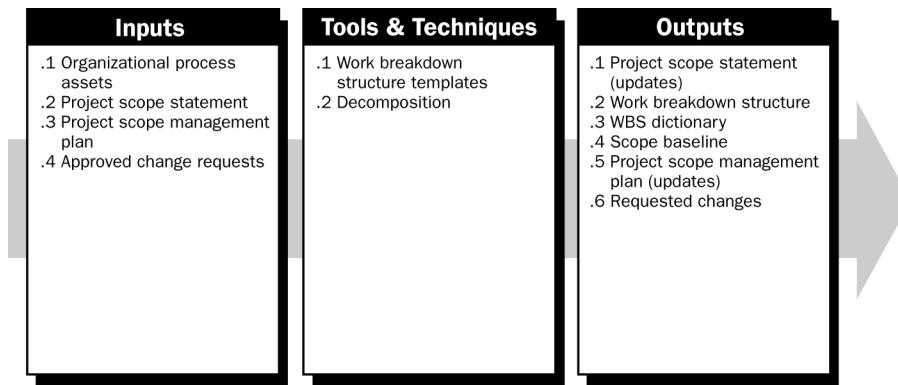 Inputs
.1 Organizational process
assets
.2 Project scope statement
.3 Project scope management
plan
.4 Approved change requests
Tools & Techniques
.1 Work breakdown
structure templates
.2 Decomposition
Outputs
.1 Project scope statement
(updates)
.2 Work breakdown structure
.3 WBS dictionary
.4 Scope baseline
.5 Project scope management
plan (updates)
.6 Requested changes